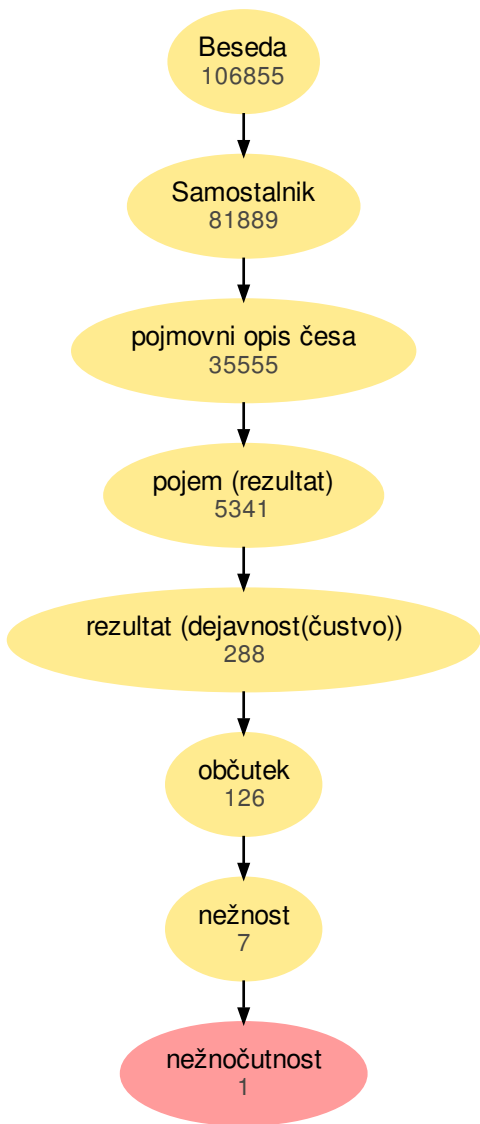 Beseda
106855
Samostalnik
81889
pojmovni opis česa
35555
pojem (rezultat)
5341
rezultat (dejavnost(čustvo))
288
občutek
126
nežnost
7
nežnočutnost
1